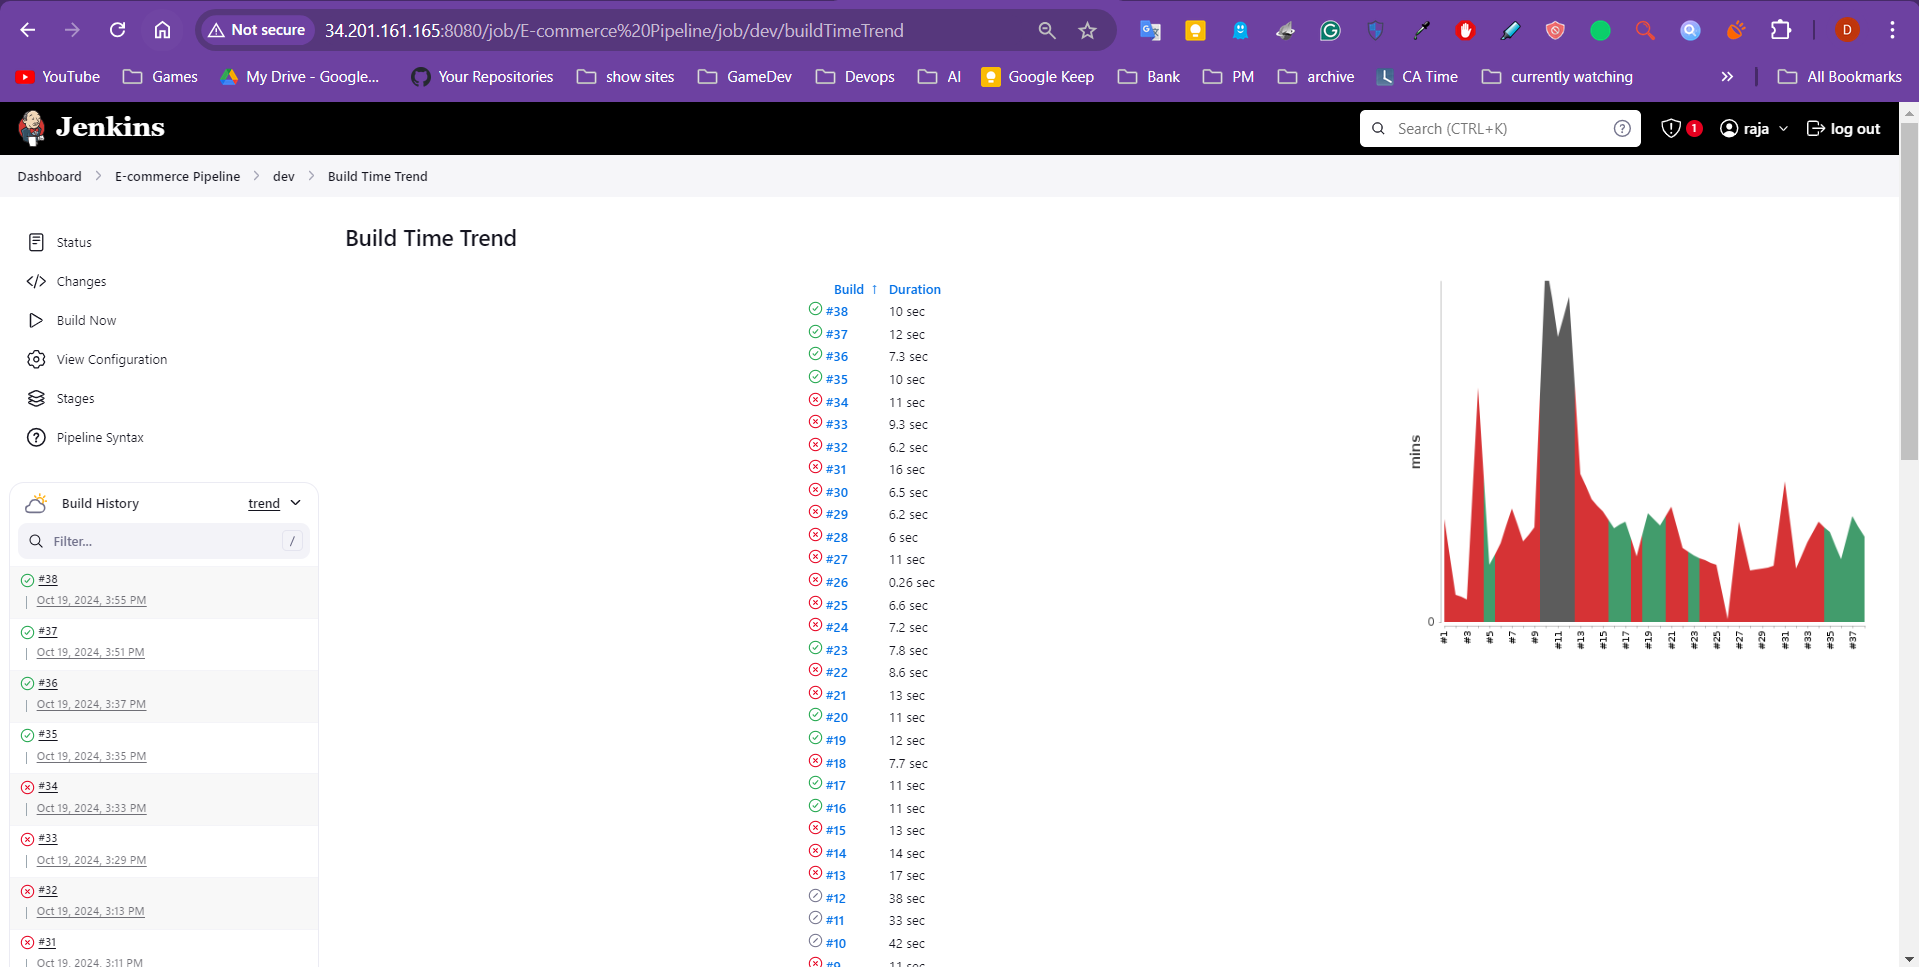 Not secure 34.201.161.165:8080/job/E-commerce%20Pipeline/job/dev/buildTimeTrend D
YouTube Games My Drive - Google... Your Repositories show sites GameDev Devops AI Google Keep Bank PM archive CA Time currently watching » All Bookmarks
Jenkins Search (CTRL+K) ? 1 raja log out
Dashboard E-commerce Pipeline dev Build Time Trend
Status
Changes
Build Now
View Configuration
Stages
Pipeline Syntax
Build History trend
Filter... /
#38
Oct 19, 2024, 3:55 PM
#37
Oct 19, 2024, 3:51 PM
#36
Oct 19, 2024, 3:37 PM
#35
Oct 19, 2024, 3:35 PM
#34
Oct 19, 2024, 3:33 PM
#33
Oct 19, 2024, 3:29 PM
#32
Oct 19, 2024, 3:13 PM
#31
Oct 19, 2024, 3:11 PM
Build Time Trend
Build ↑ Duration
#38 10 sec
#37 12 sec
#36 7.3 sec
#35 10 sec
#34 11 sec
#33 9.3 sec
#32 6.2 sec
#31 16 sec
#30 6.5 sec
#29 6.2 sec
#28 6 sec
#27 11 sec
#26 0.26 sec
#25 6.6 sec
#24 7.2 sec
#23 7.8 sec
#22 8.6 sec
#21 13 sec
#20 11 sec
#19 12 sec
#18 7.7 sec
#17 11 sec
#16 11 sec
#15 13 sec
#14 14 sec
#13 17 sec
#12 38 sec
#11 33 sec
#10 42 sec
#9 11 sec
mins
0
#1 #3 #5 #7 #9 #11 #13 #15 #17 #19 #21 #23 #25 #27 #29 #31 #33 #35 #37